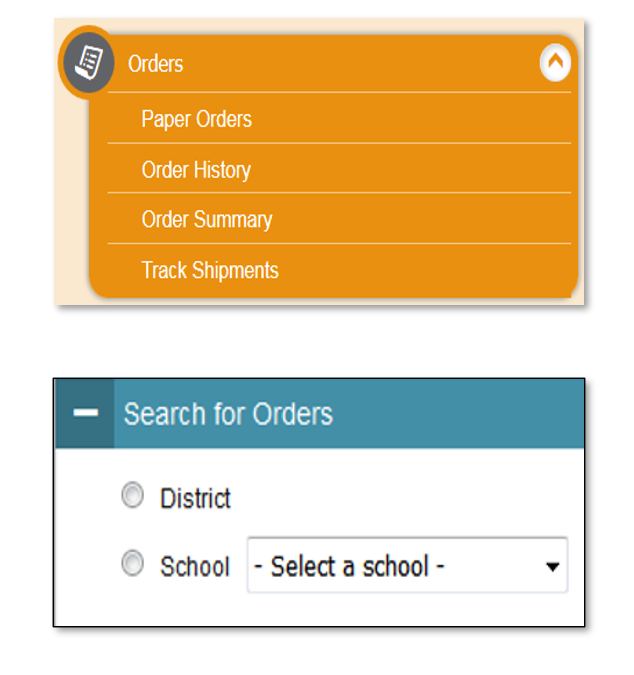 Orders
Paper Orders
Order History
Order Summary
Track Shipments
Search for Orders
District
School - Select a school -